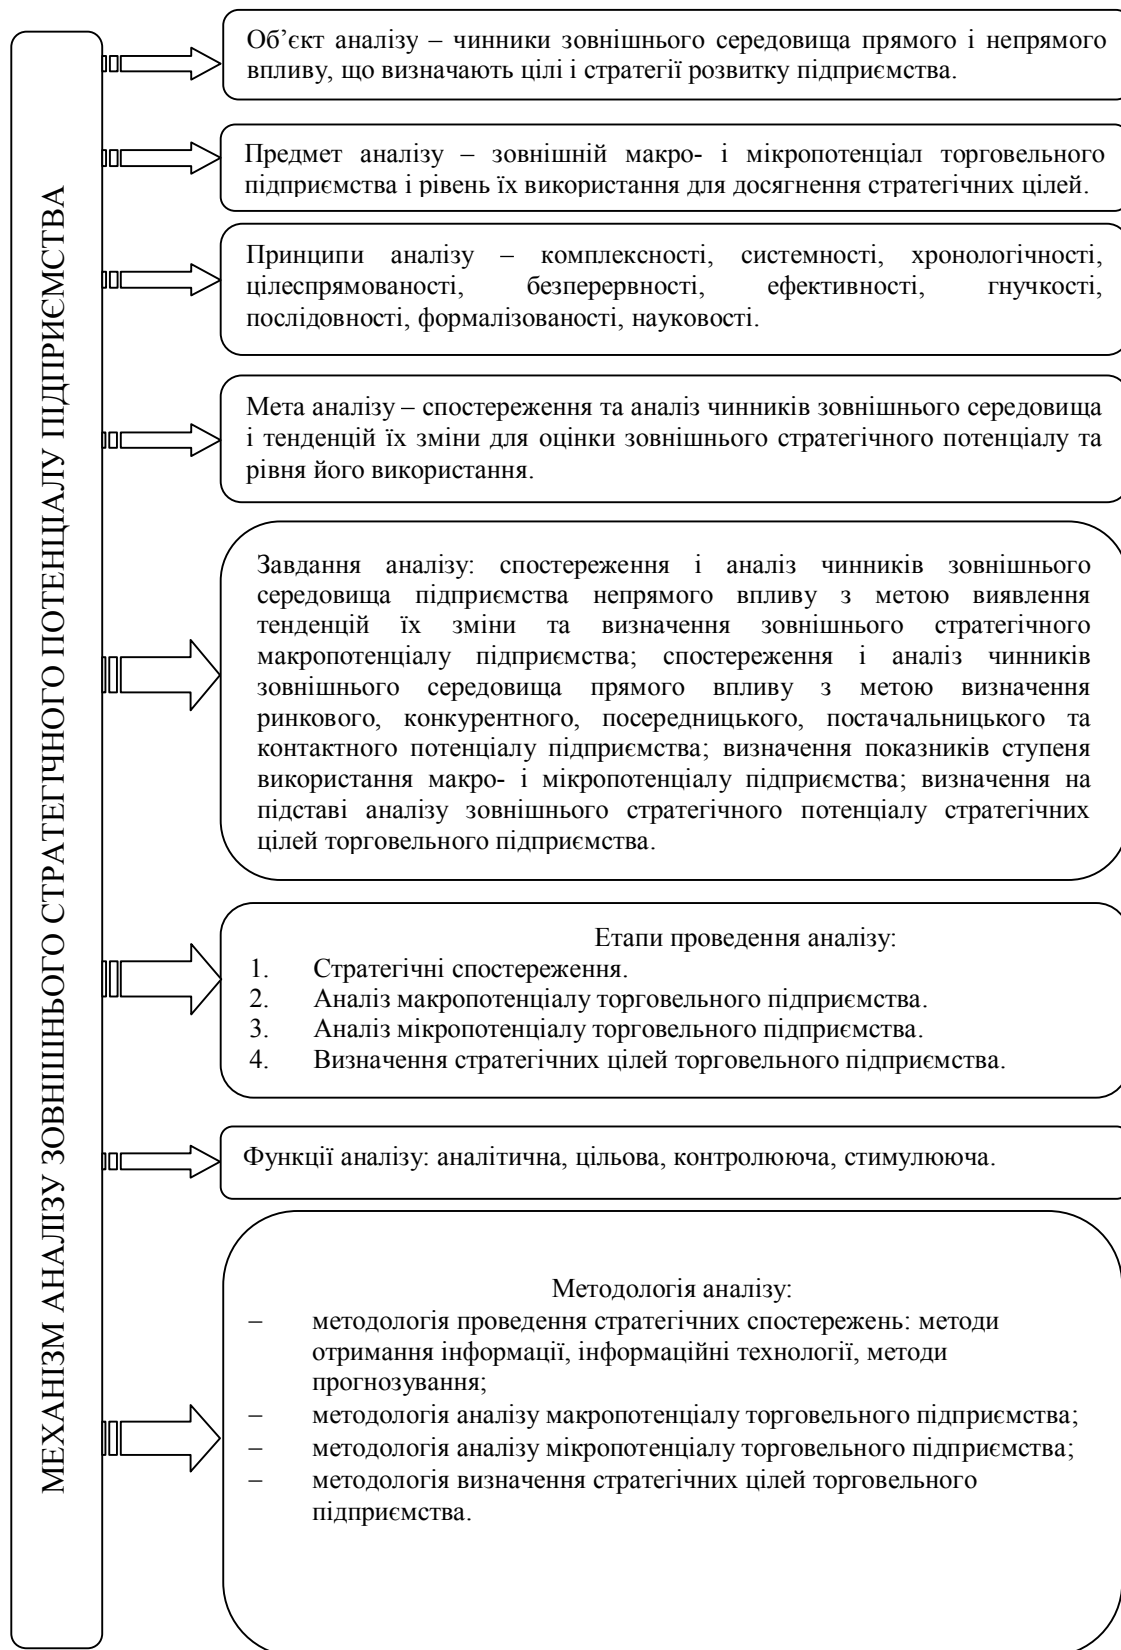 МЕХАНІЗМ АНАЛІЗУ ЗОВНІШНЬОГО СТРАТЕГІЧНОГО ПОТЕНЦІАЛУ ПІДПРИЄМСТВА
Об’єкт аналізу – чинники зовнішнього середовища прямого і непрямого
впливу, що визначають цілі і стратегії розвитку підприємства.
Предмет аналізу – зовнішній макро- і мікропотенціал торговельного
підприємства і рівень їх використання для досягнення стратегічних цілей.
Принципи аналізу – комплексності, системності, хронологічності,
цілеспрямованості, безперервності, ефективності, гнучкості,
послідовності, формалізованості, науковості.
Мета аналізу – спостереження та аналіз чинників зовнішнього середовища
і тенденцій їх зміни для оцінки зовнішнього стратегічного потенціалу та
рівня його використання.
Завдання аналізу: спостереження і аналіз чинників зовнішнього
середовища підприємства непрямого впливу з метою виявлення
тенденцій їх зміни та визначення зовнішнього стратегічного
макропотенціалу підприємства; спостереження і аналіз чинників
зовнішнього середовища прямого впливу з метою визначення
ринкового, конкурентного, посередницького, постачальницького та
контактного потенціалу підприємства; визначення показників ступеня
використання макро- і мікропотенціалу підприємства; визначення на
підставі аналізу зовнішнього стратегічного потенціалу стратегічних
цілей торговельного підприємства.
Етапи проведення аналізу:
1. Стратегічні спостереження.
2. Аналіз макропотенціалу торговельного підприємства.
3. Аналіз мікропотенціалу торговельного підприємства.
4. Визначення стратегічних цілей торговельного підприємства.
Функції аналізу: аналітична, цільова, контролююча, стимулююча.
Методологія аналізу:
– методологія проведення стратегічних спостережень: методи
отримання інформації, інформаційні технології, методи
прогнозування;
– методологія аналізу макропотенціалу торговельного підприємства;
– методологія аналізу мікропотенціалу торговельного підприємства;
– методологія визначення стратегічних цілей торговельного
підприємства.